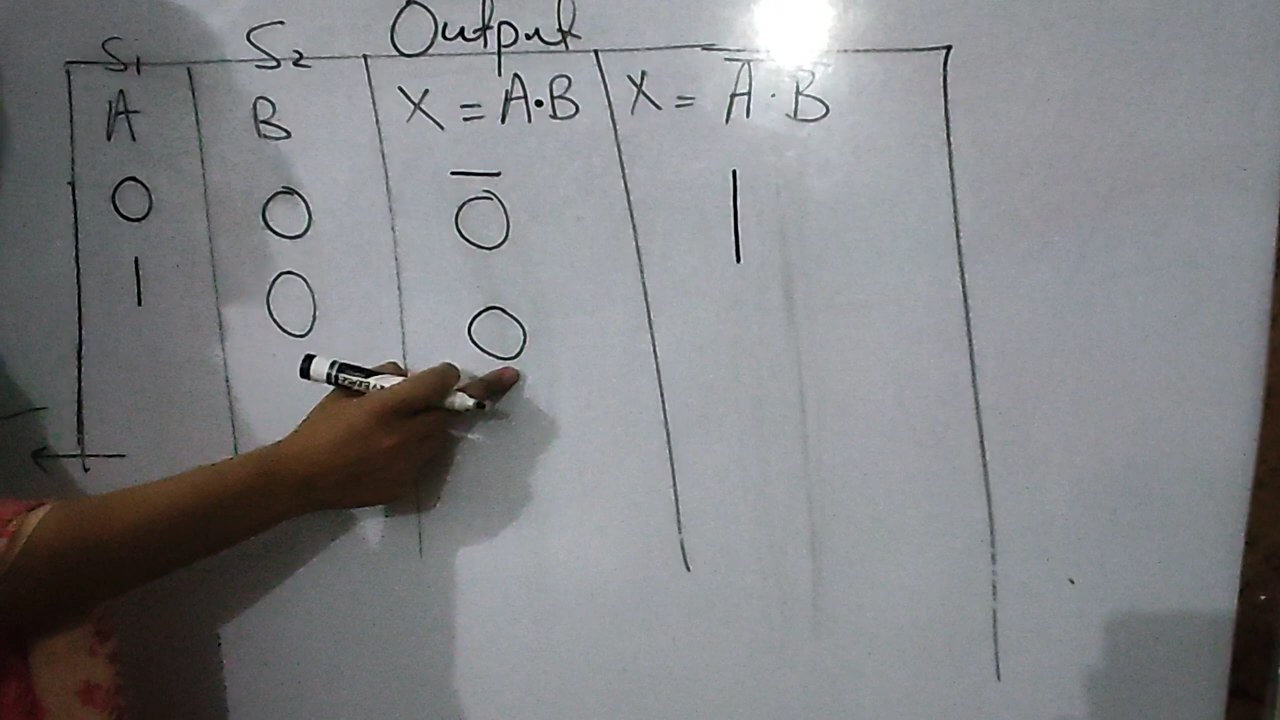 S₁ S₂ Output
A B X = A·B X = A̅·B̅
0 0 0̅ 1
1 0 0